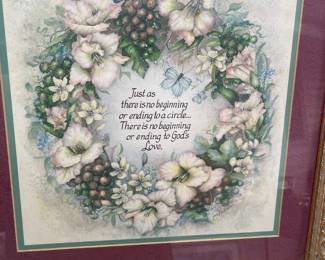 Just as
there is no beginning
or ending to a circle...
There is no beginning
or ending to God's
Love.